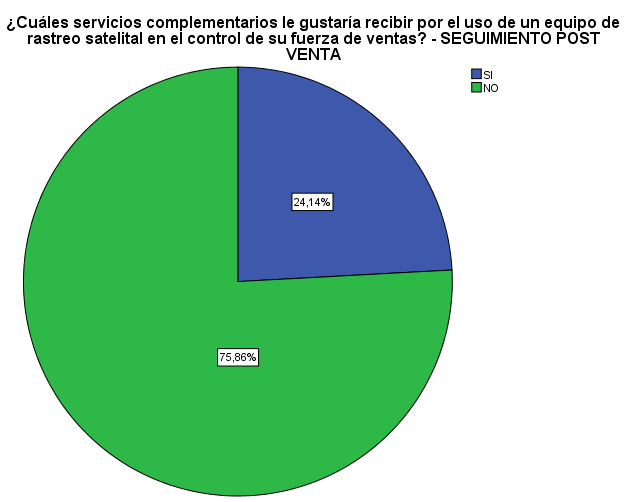 ¿Cuáles servicios complementarios le gustaría recibir por el uso de un equipo de
rastreo satelital en el control de su fuerza de ventas? - SEGUIMIENTO POST
VENTA
SI
NO
24,14%
75,86%